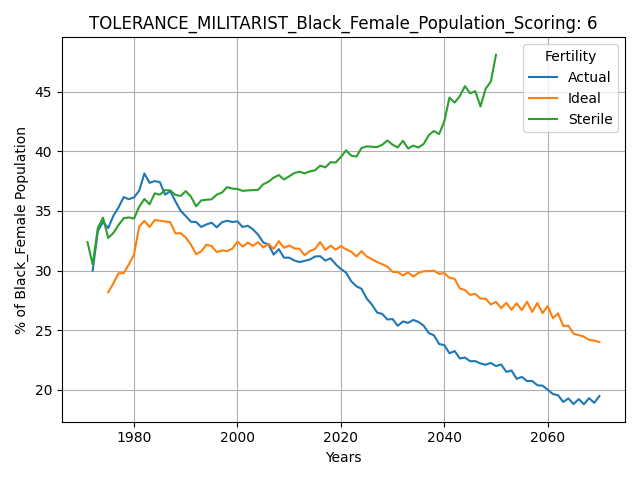 TOLERANCE_MILITARIST_Black_Female_Population_Scoring: 6
Fertility
Actual
Ideal
Sterile
% of Black_Female Population
45
40
35
30
25
20
1980
2000
2020
2040
2060
Years